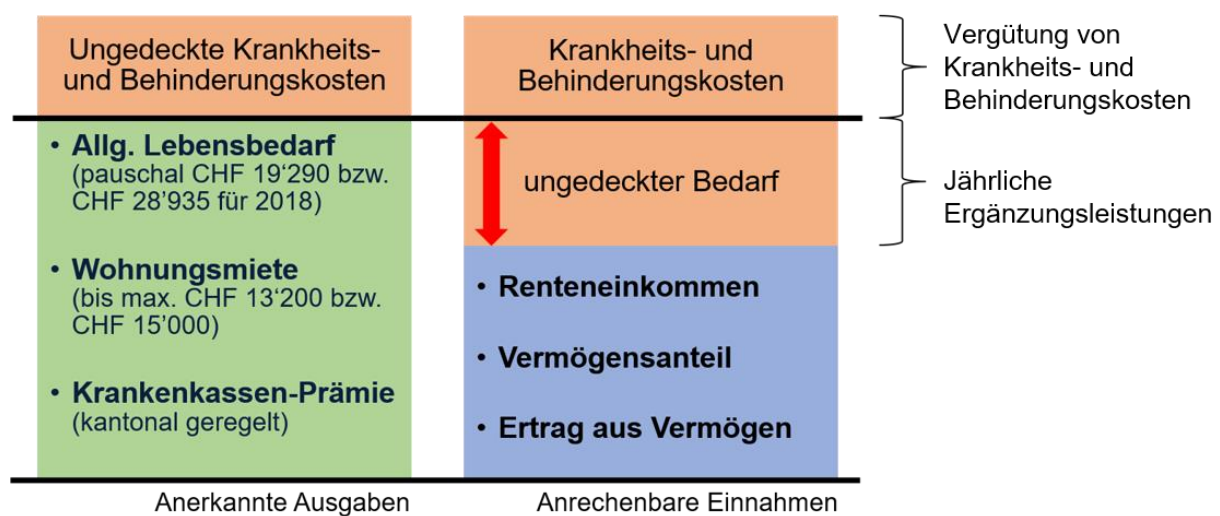 Ungedeckte Krankheits-
und Behinderungskosten
• Allg. Lebensbedarf
(pauschal CHF 19‘290 bzw.
CHF 28’935 für 2018)
• Wohnungsmiete
(bis max. CHF 13‘200 bzw.
CHF 15’000)
• Krankenkassen-Prämie
(kantonal geregelt)
Anerkannte Ausgaben
Krankheits- und
Behinderungskosten
ungedeckter Bedarf
• Renteneinkommen
• Vermögensanteil
• Ertrag aus Vermögen
Anrechenbare Einnahmen
Vergütung von
Krankheits- und
Behinderungskosten
Jährliche
Ergänzungsleistungen